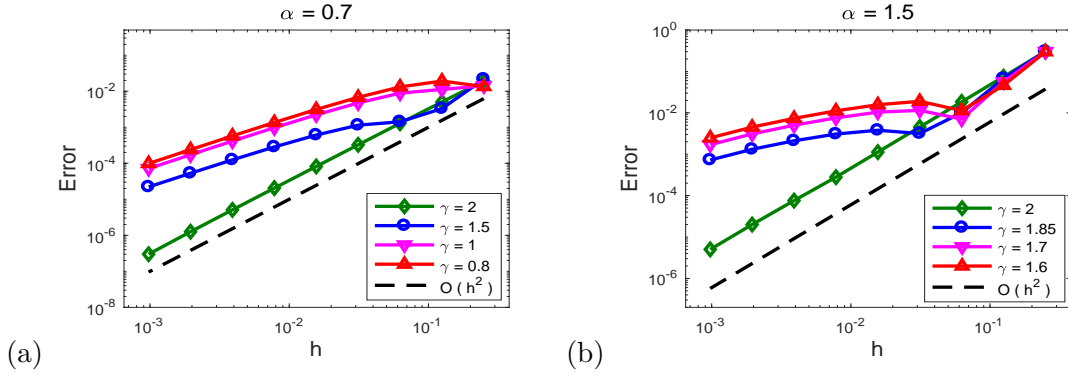 α = 0.7
10^-2
10^-4
10^-6
10^-8
Error
10^-3
10^-2
10^-1
h
γ = 2
γ = 1.5
γ = 1
γ = 0.8
O ( h^2 )
(a)
α = 1.5
10^0
10^-2
10^-4
10^-6
Error
10^-3
10^-2
10^-1
h
γ = 2
γ = 1.85
γ = 1.7
γ = 1.6
O ( h^2 )
(b)